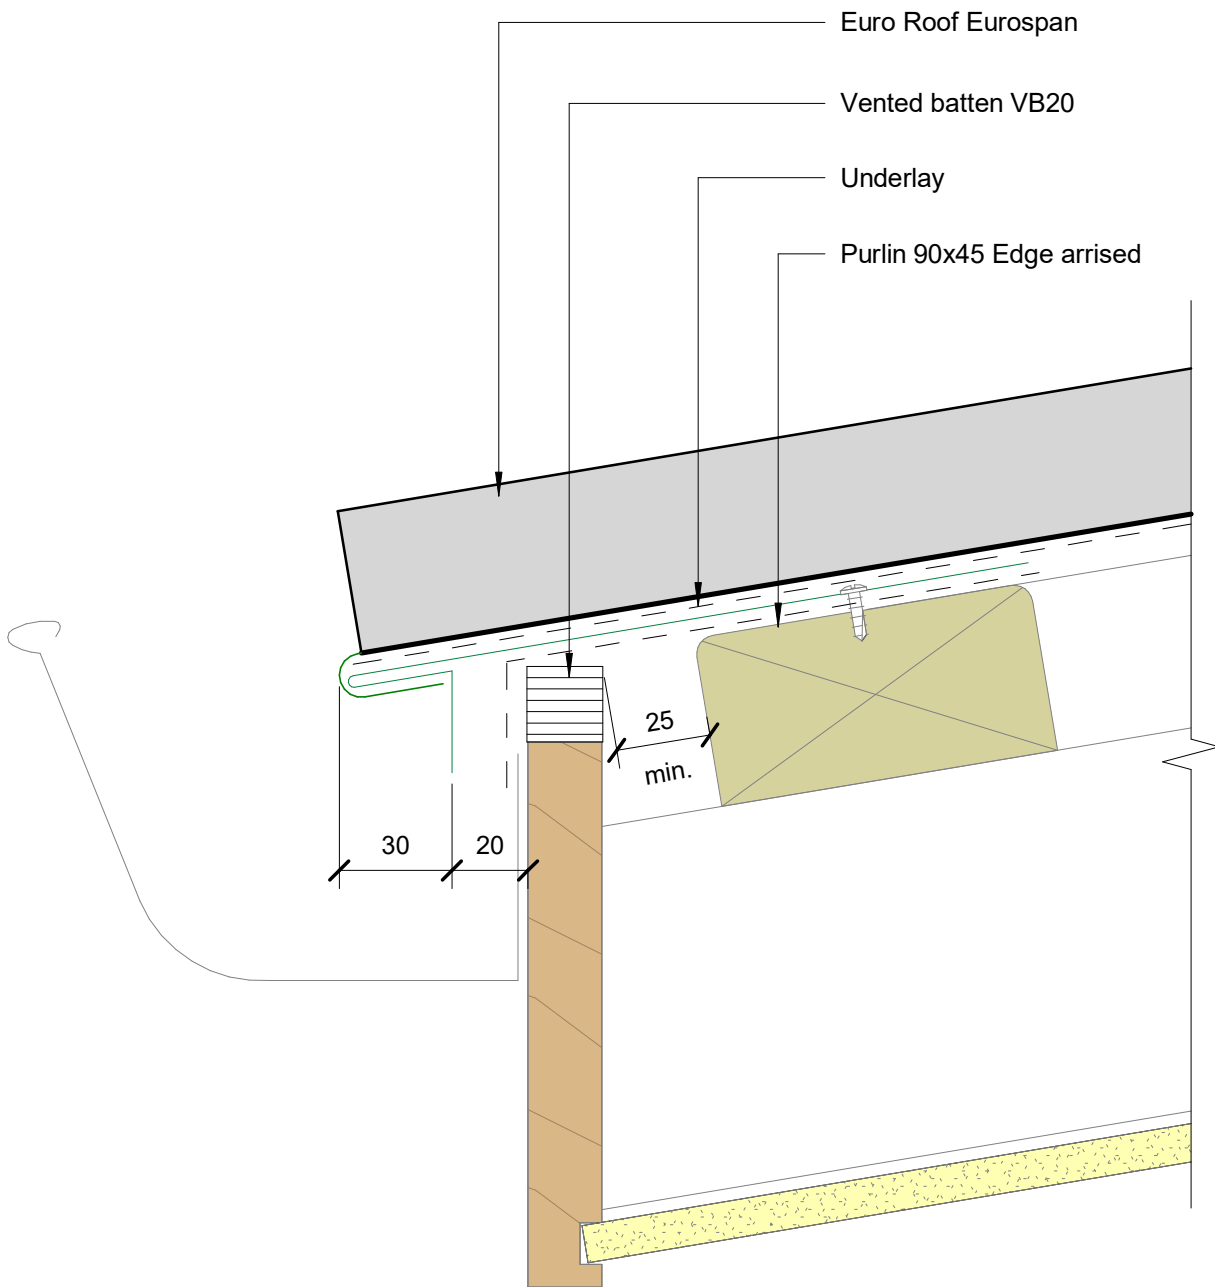 Euro Roof Eurospan
Vented batten VB20
Underlay
Purlin 90x45 Edge arrised
25
min.
30
20